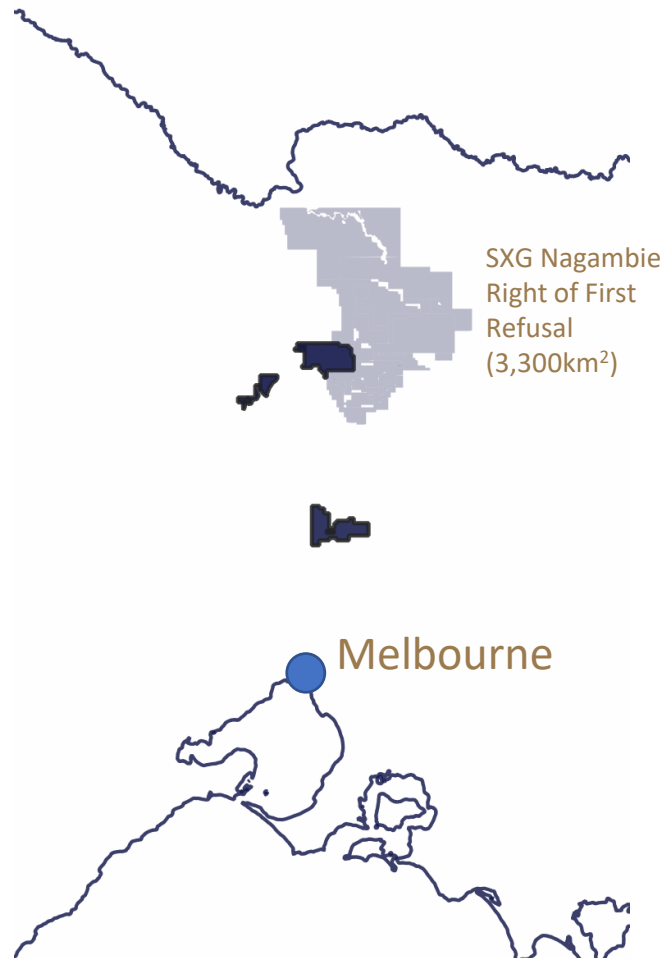 SXG Nagambie
Right of First
Refusal
(3,300km²)
Melbourne